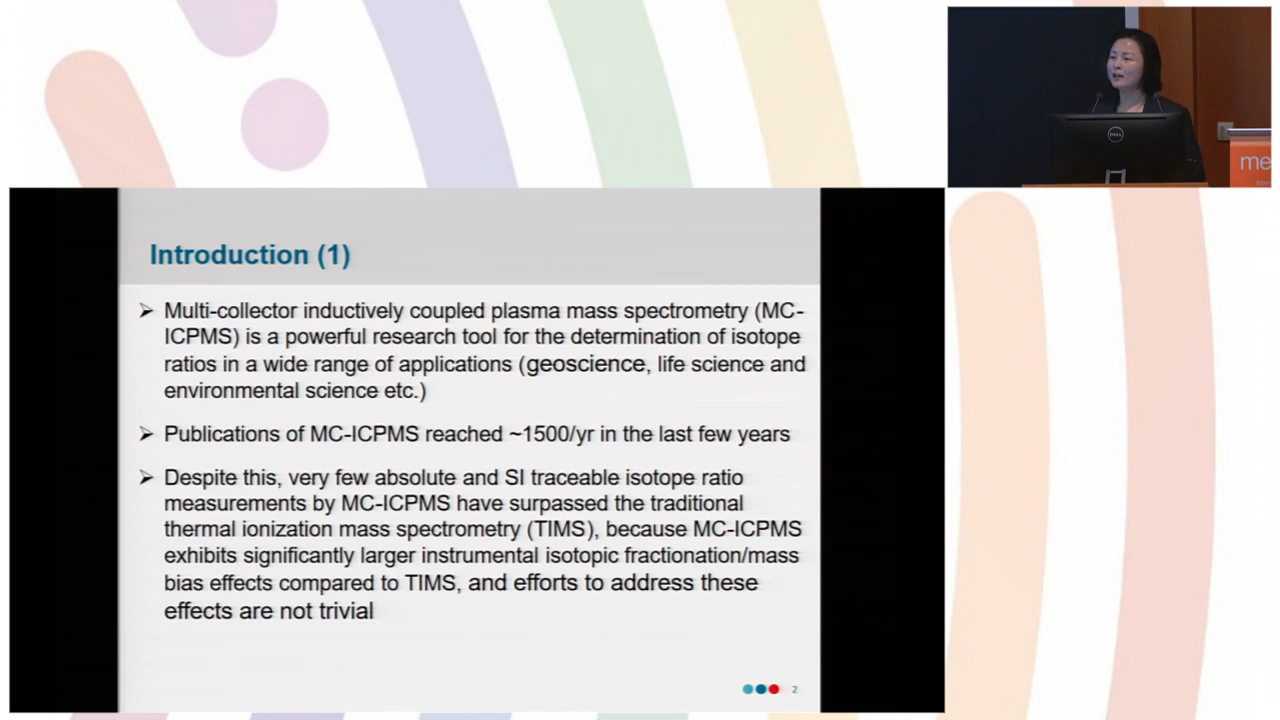 Introduction (1)
➢ Multi-collector inductively coupled plasma mass spectrometry (MC-
ICPMS) is a powerful research tool for the determination of isotope
ratios in a wide range of applications (geoscience, life science and
environmental science etc.)
➢ Publications of MC-ICPMS reached ~1500/yr in the last few years
➢ Despite this, very few absolute and SI traceable isotope ratio
measurements by MC-ICPMS have surpassed the traditional
thermal ionization mass spectrometry (TIMS), because MC-ICPMS
exhibits significantly larger instrumental isotopic fractionation/mass
bias effects compared to TIMS, and efforts to address these
effects are not trivial
2
DELL
me